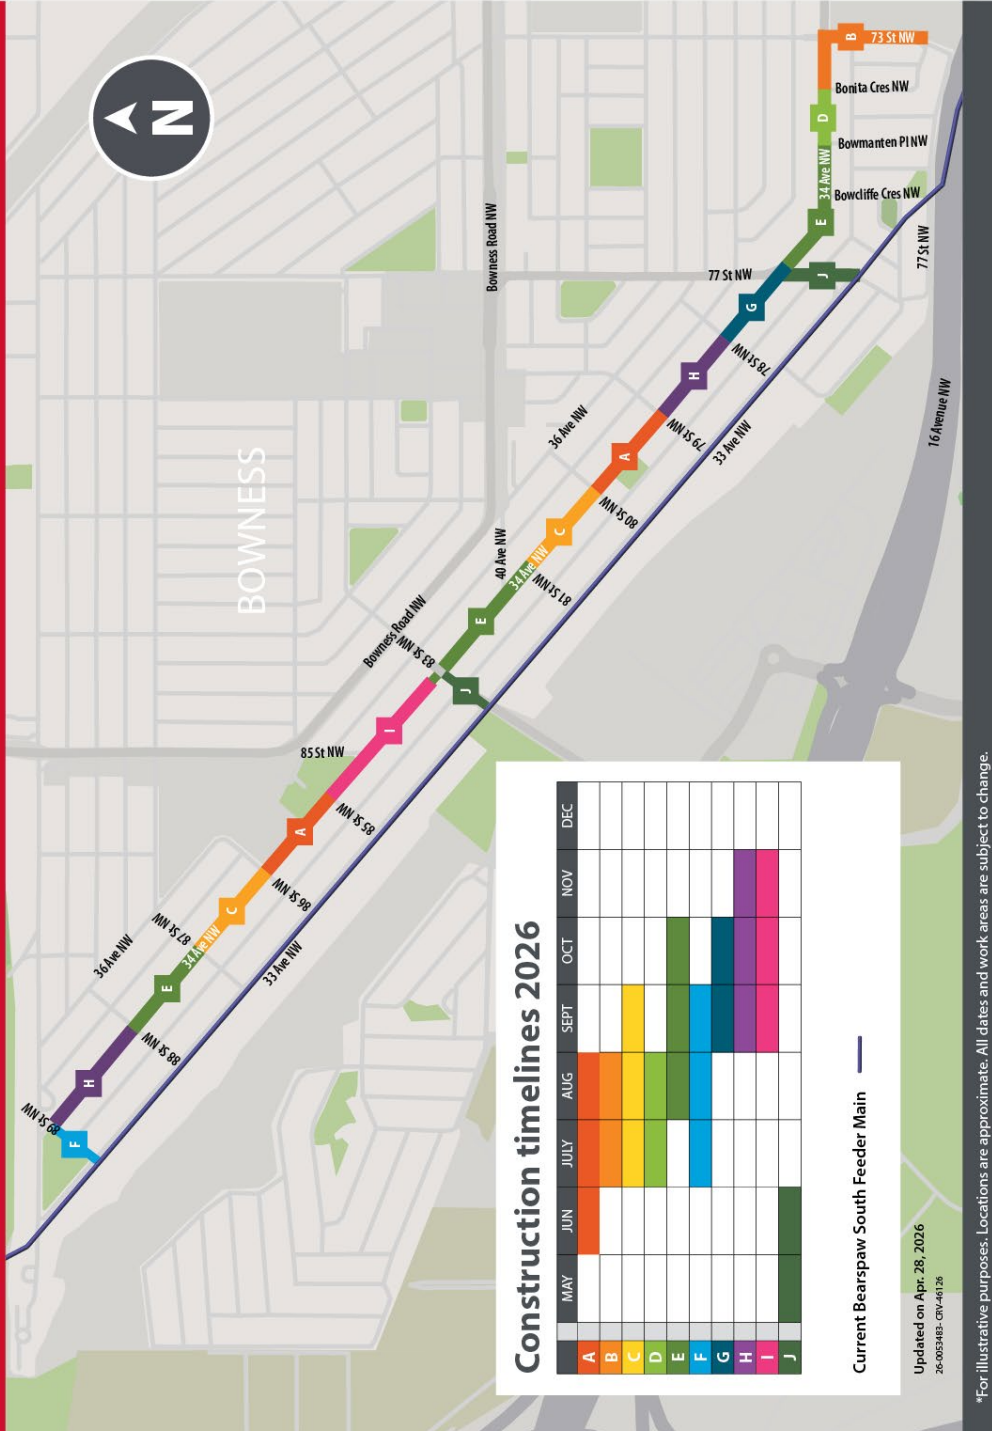 N
BOWNESS
Bowness Road NW
73 St NW
B
Bonita Cres NW
D
Bowmanten Pl NW
34 Ave NW
Bowcliffe Cres NW
E
77 St NW
77 St NW
J
G
78 St NW
H
79 St NW
33 Ave NW
16 Avenue NW
36 Ave NW
A
80 St NW
C
40 Ave NW
34 Ave NW
81 St NW
E
Bowness Road NW
83 St NW
J
I
85 St NW
85 St NW
A
86 St NW
C
87 St NW
34 Ave NW
33 Ave NW
36 Ave NW
E
88 St NW
H
89 St NW
F
Construction timelines 2026
MAY JUN JULY AUG SEPT OCT NOV DEC
A
B
C
D
E
F
G
H
I
J
Current Bearspaw South Feeder Main
Updated on Apr. 28, 2026
26-0053483- CRV-46126
*For illustrative purposes. Locations are approximate. All dates and work areas are subject to change.